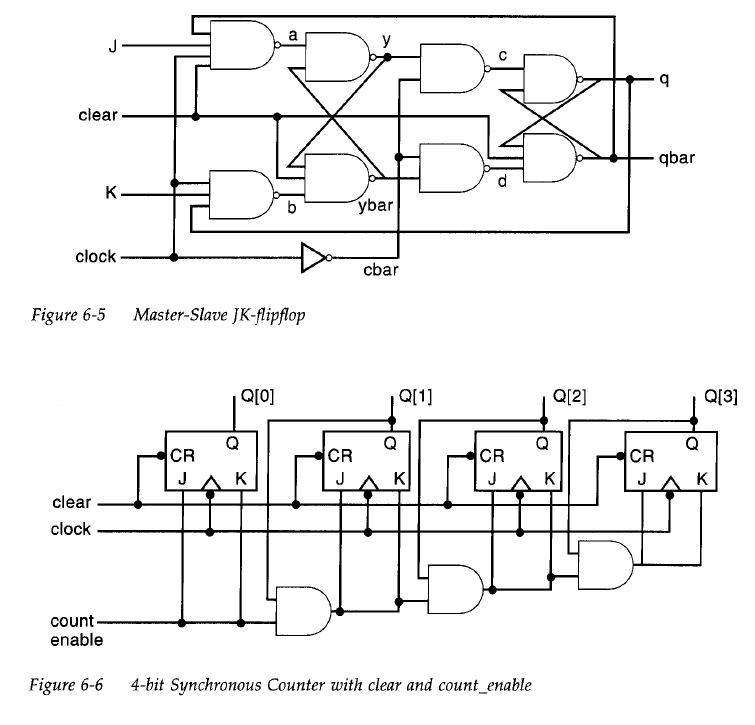 J
a
y
c
q
clear
qbar
K
b
ybar
d
clock
cbar
Figure 6-5 Master-Slave JK-flipflop
Q[0] Q[1] Q[2] Q[3]
Q Q Q Q
CR CR CR CR
J K J K J K J K
clear
clock
count
enable
Figure 6-6 4-bit Synchronous Counter with clear and count_enable